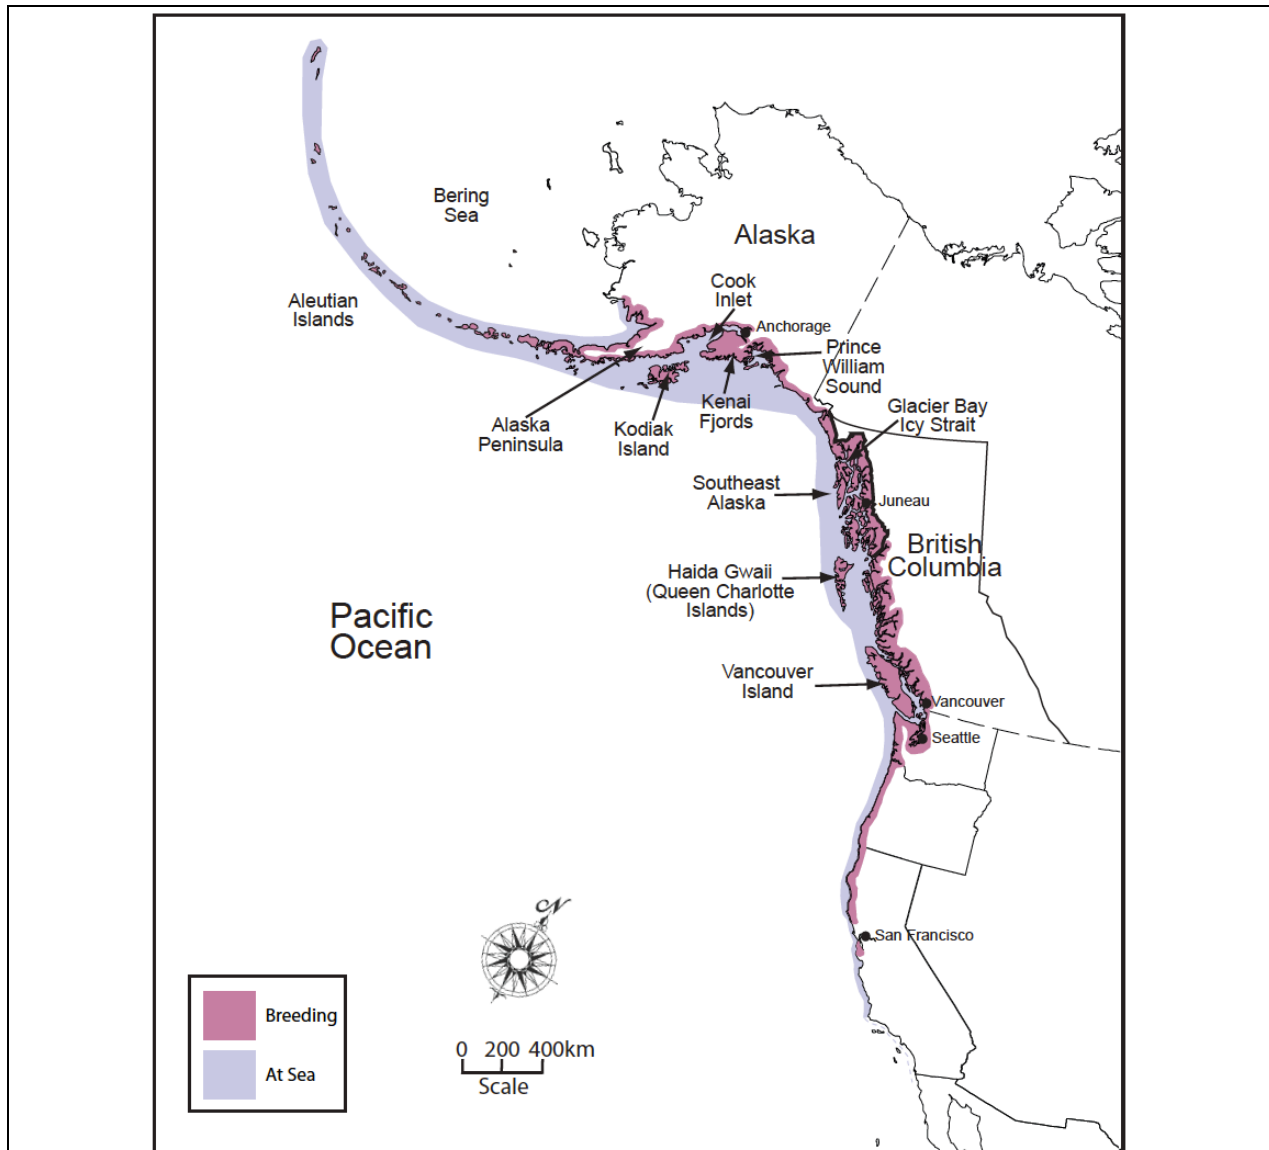 Bering
Sea
Alaska
Aleutian
Islands
Cook
Inlet
Anchorage
Prince
William
Sound
Kenai
Fjords
Glacier Bay
Icy Strait
Alaska
Peninsula
Kodiak
Island
Southeast
Alaska
Juneau
British
Columbia
Haida Gwaii
(Queen Charlotte
Islands)
Pacific
Ocean
Vancouver
Island
Vancouver
Seattle
San Francisco
N
Breeding
At Sea
0 200 400km
Scale